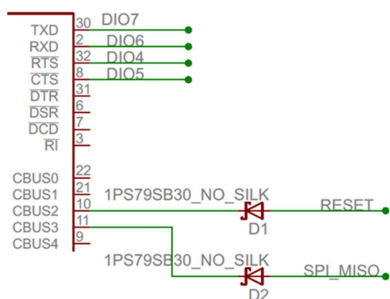 TXD 30 DIO7
RXD 2 DIO6
RTS 32 DIO4
CTS 8 DIO5
DTR 31
DSR 6
DCD 7
RI 3
CBUS0 22
CBUS1 21
CBUS2 10 1PS79SB30_NO_SILK RESET
D1
CBUS3 11
CBUS4 9
1PS79SB30_NO_SILK SPI_MISO
D2